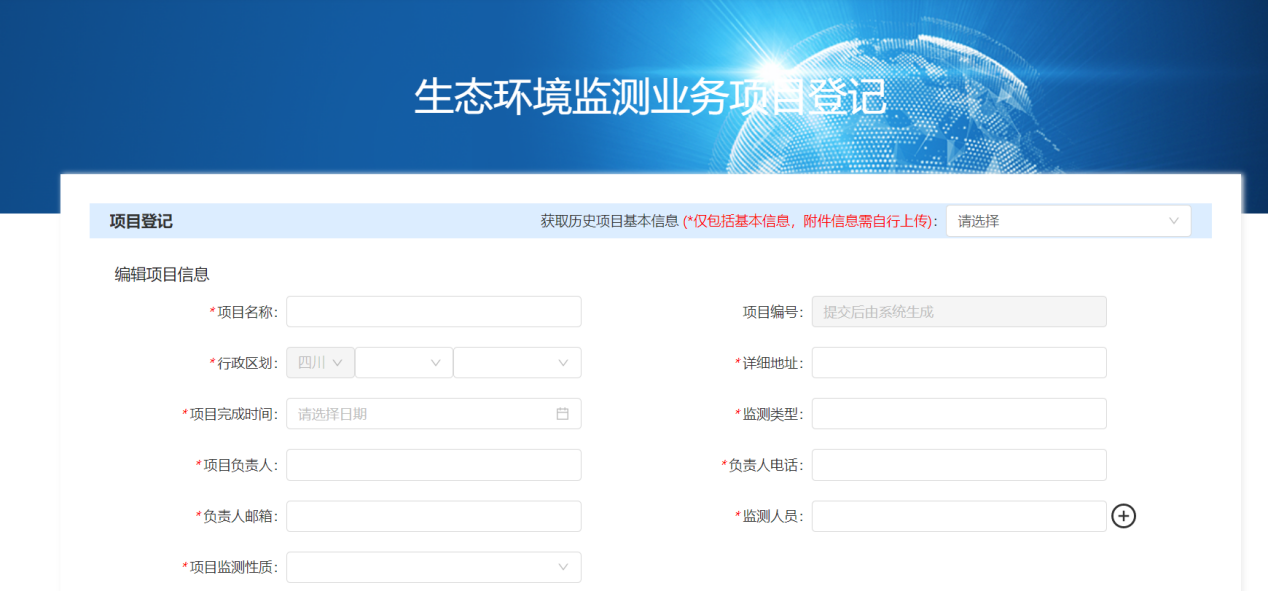 生态环境监测业务项目登记
项目登记 获取历史项目基本信息 (*仅包括基本信息，附件信息需自行上传): 请选择
编辑项目信息
*项目名称: 项目编号: 提交后由系统生成
*行政区划: 四川 *详细地址:
*项目完成时间: 请选择日期 *监测类型:
*项目负责人: *负责人电话:
*负责人邮箱: *监测人员:
*项目监测性质: